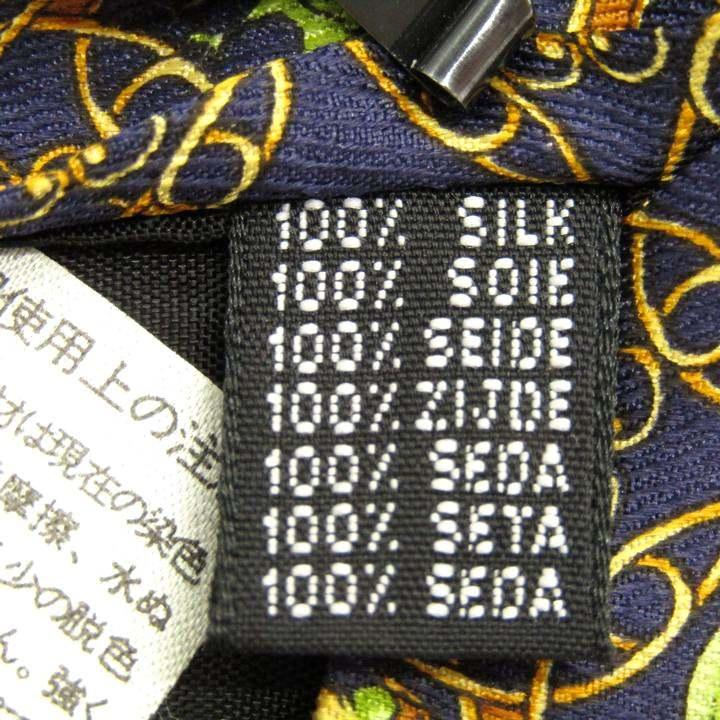 100% SILK
100% SOIE
100% SEIDE
100% ZIJDE
100% SEDA
100% SETA
100% SEDA
使用上の注
は現在の染色
摩擦、水ぬ
少の脱色
ん。強く